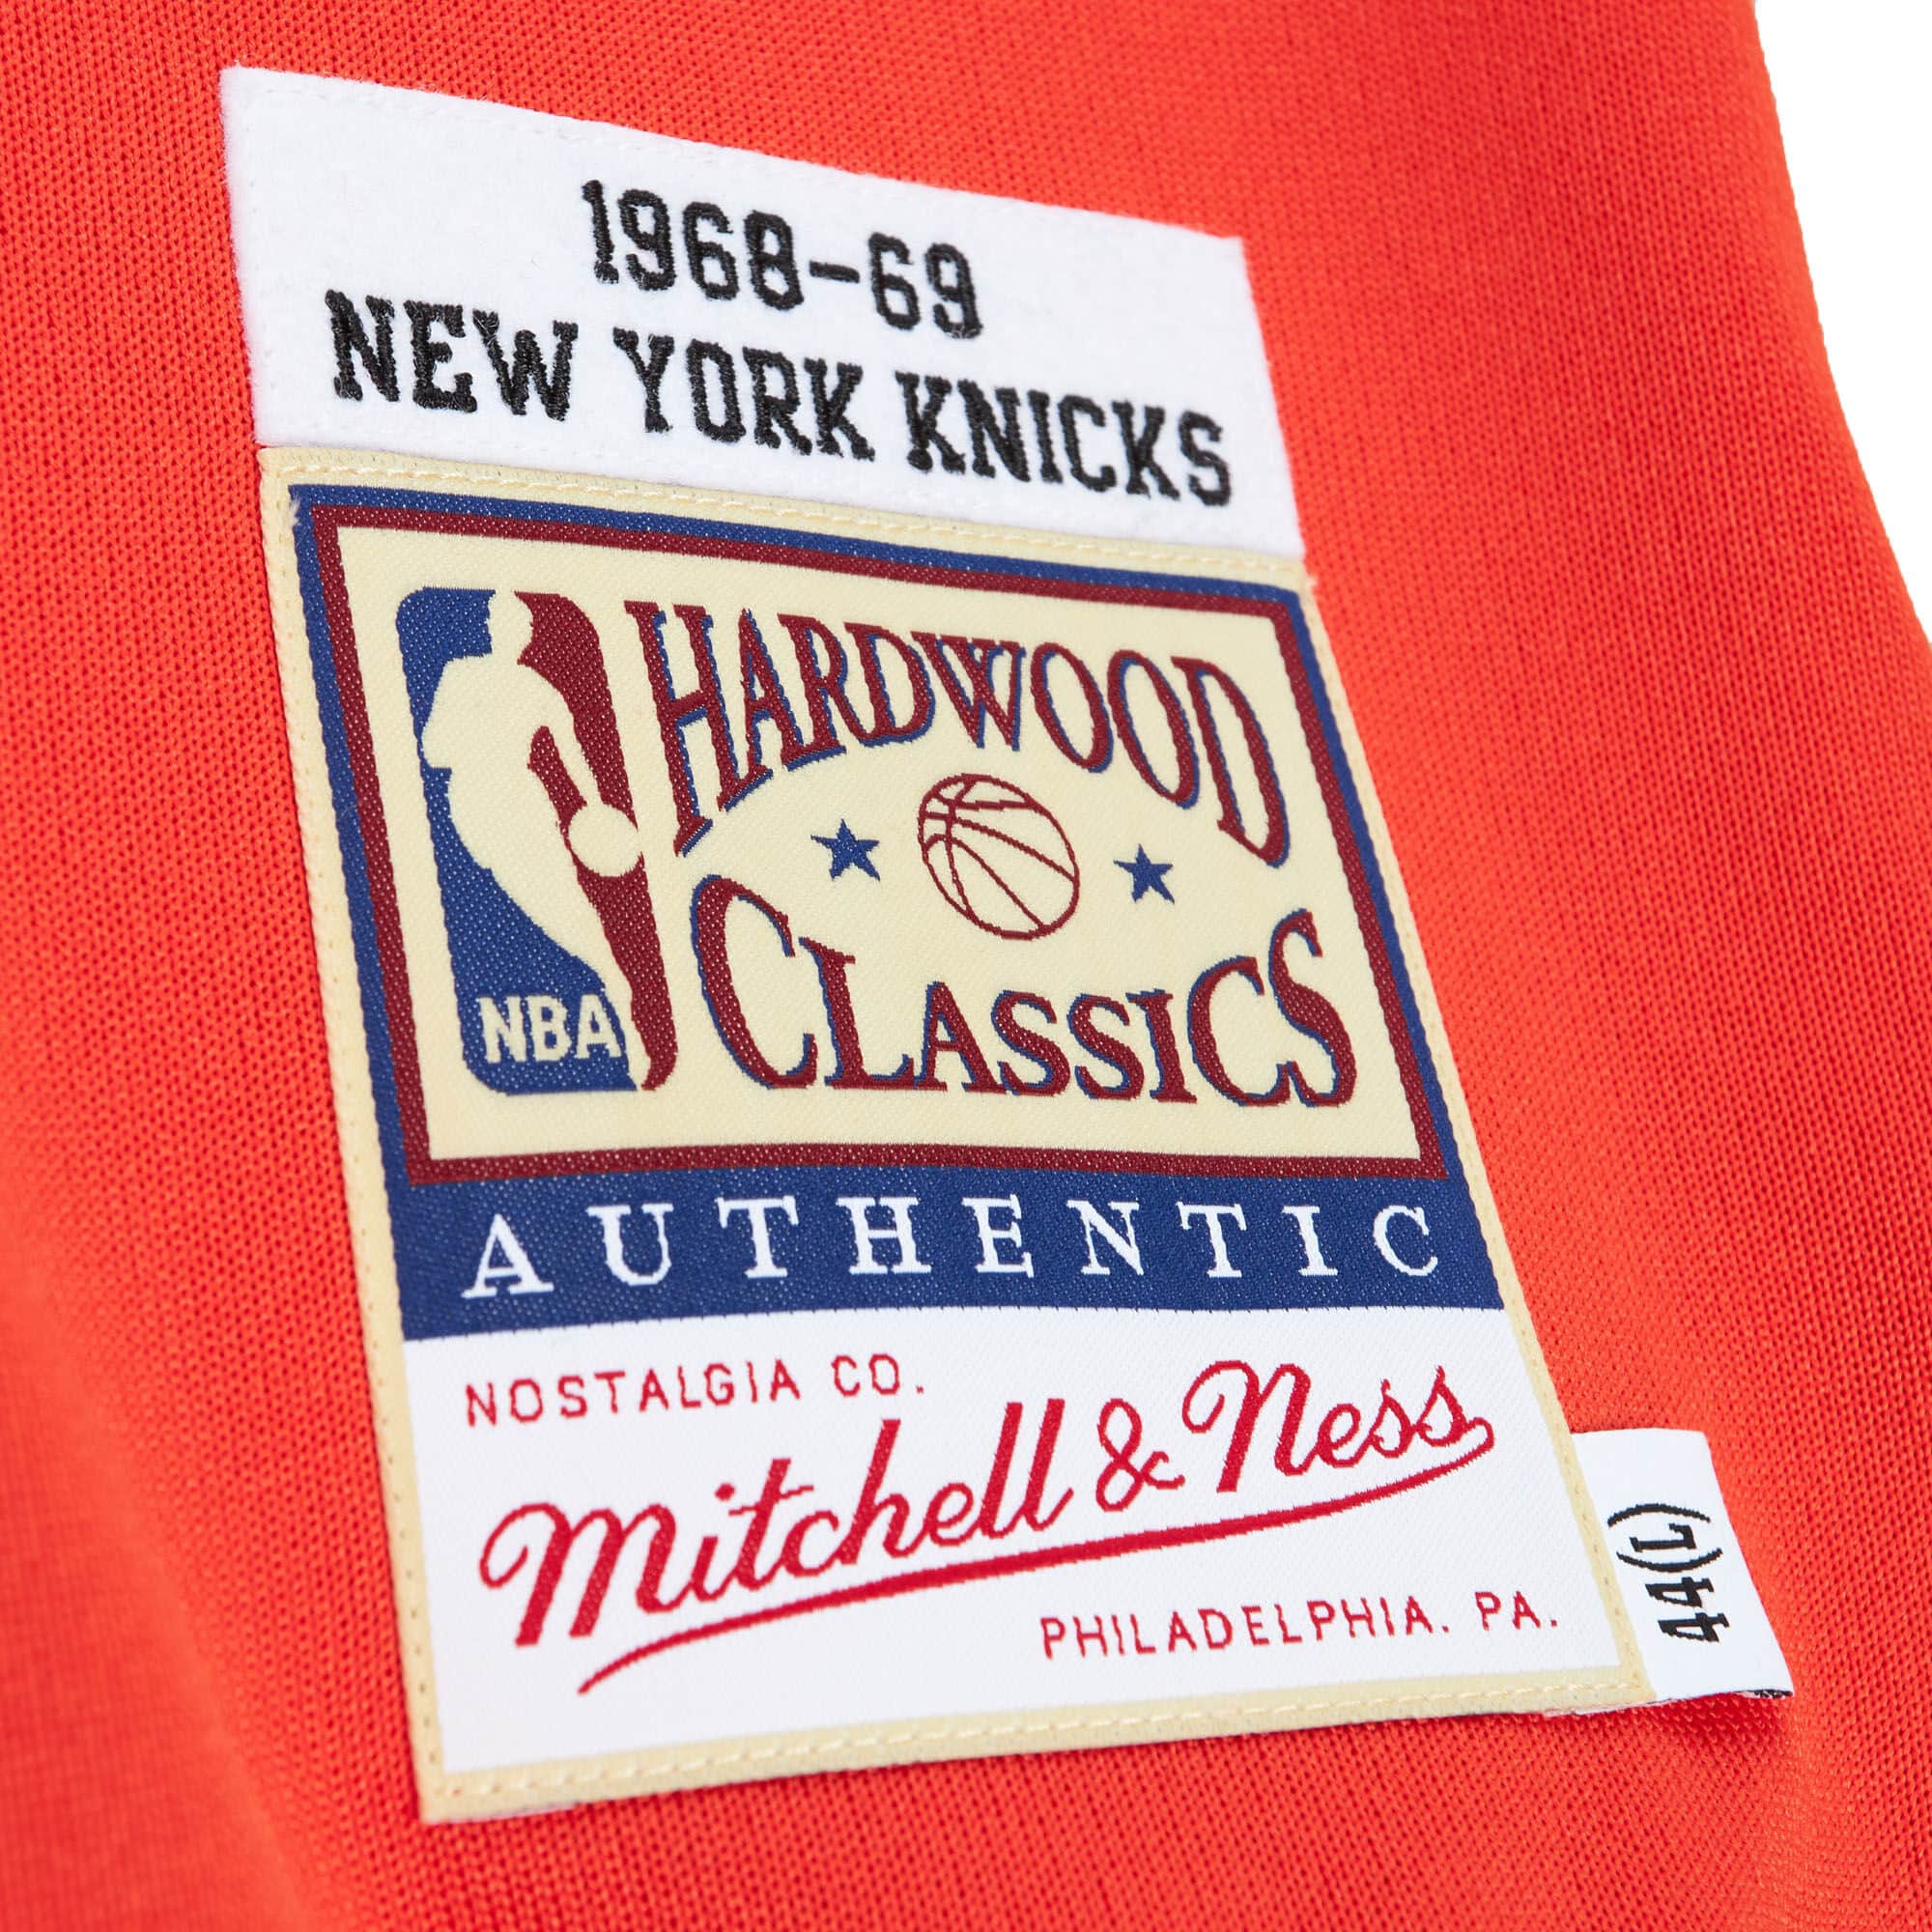 1968-69
NEW YORK KNICKS
HARDWOOD
CLASSICS
NBA
AUTHENTIC
NOSTALGIA CO.
Mitchell & Ness
PHILADELPHIA. PA.
44(L)